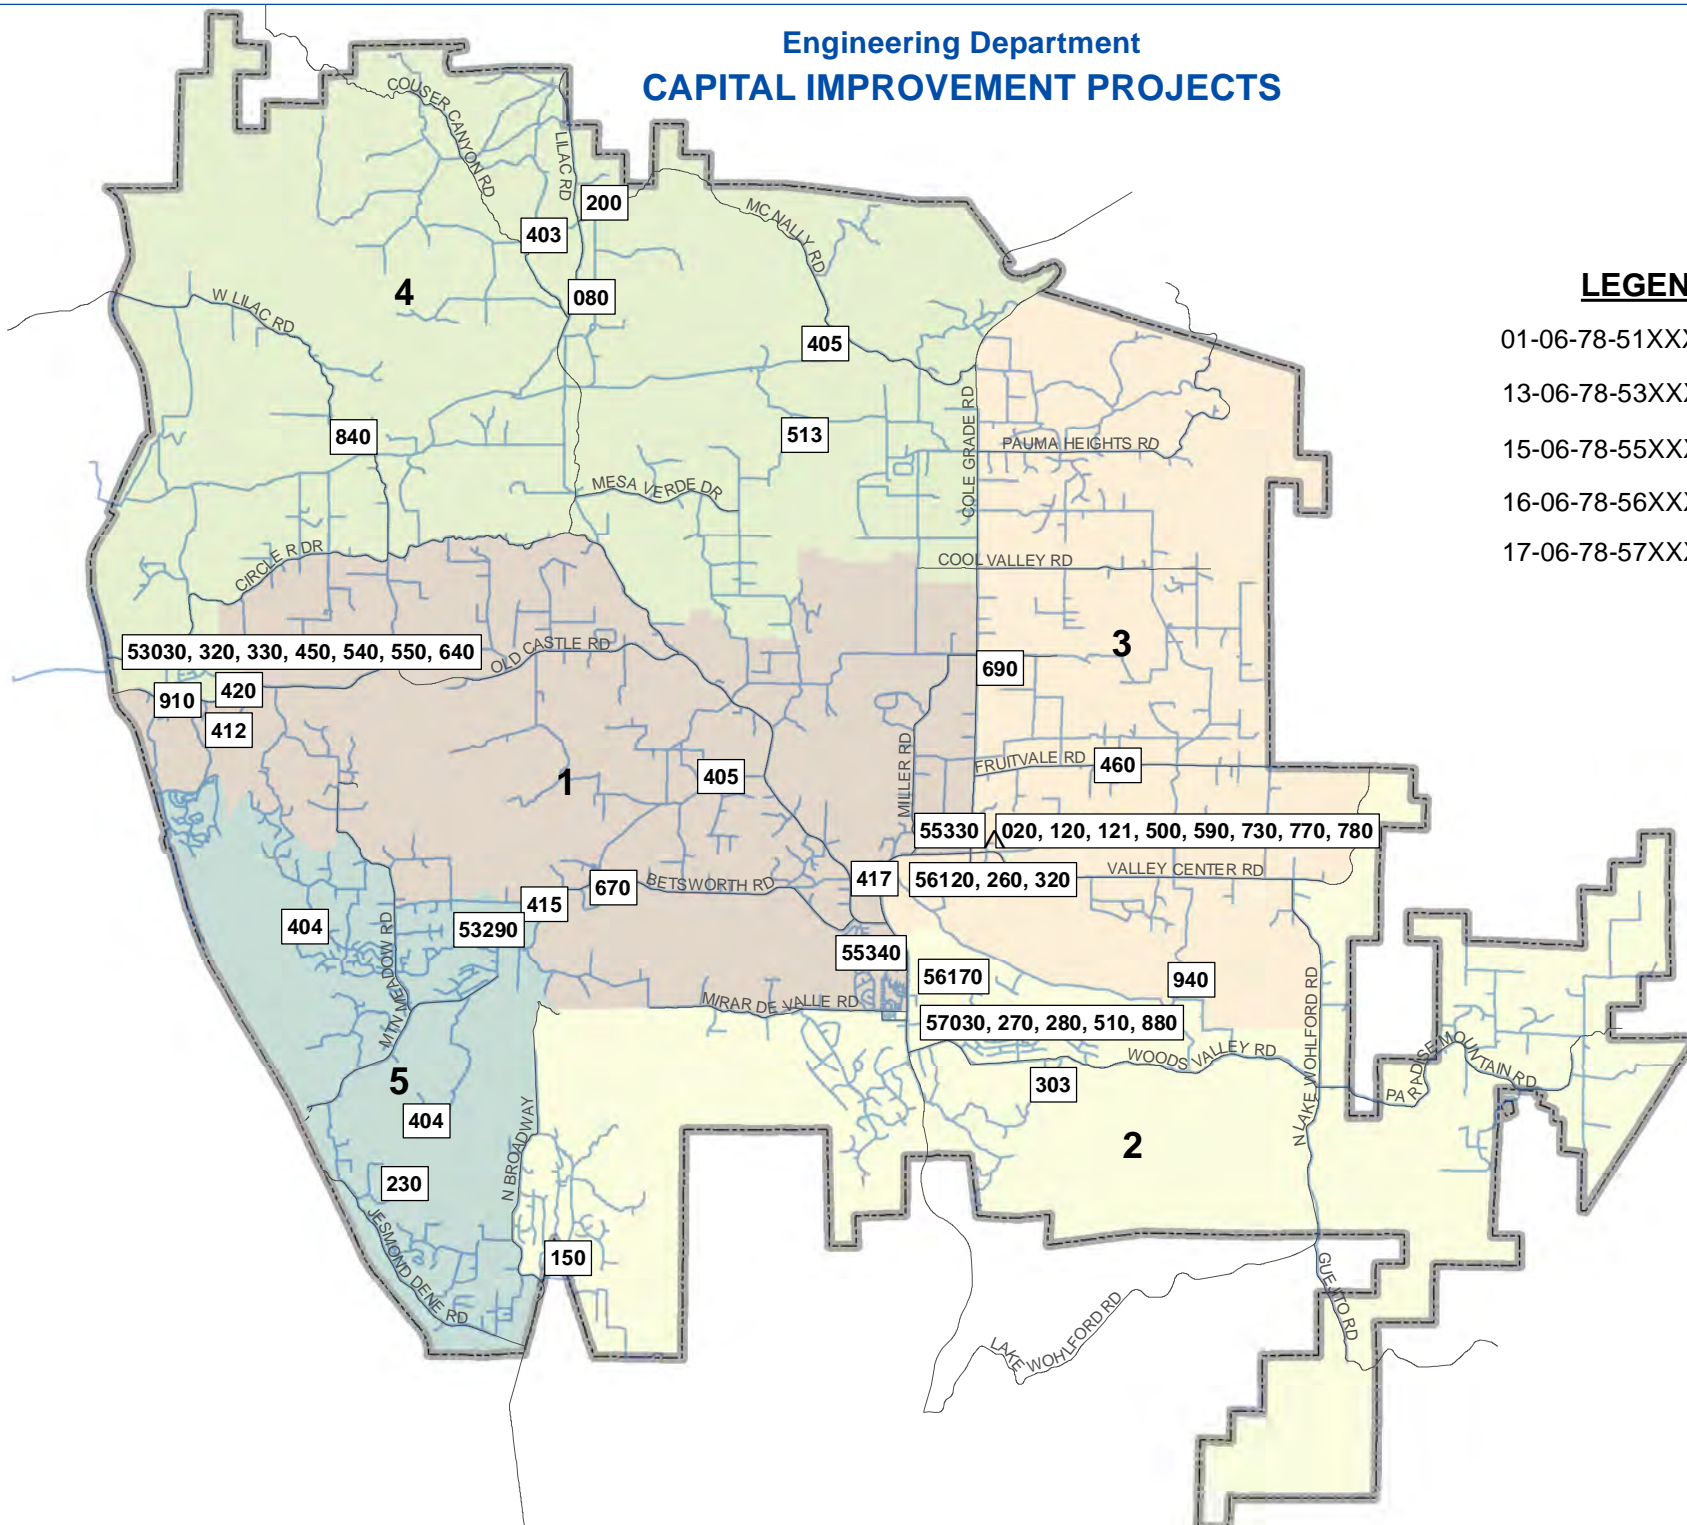 Engineering Department
CAPITAL IMPROVEMENT PROJECTS
COUSER CANYON RD
LILAC RD
200
MC NALLY RD
403
LEGEN
4
080
W LILAC RD
405
01-06-78-51XXX
13-06-78-53XXX
840
513
COLE GRADE RD
PAUMA HEIGHTS RD
15-06-78-55XXX
MESA VERDE DR
16-06-78-56XXX
CIRCLE R DR
COOL VALLEY RD
17-06-78-57XXX
53030, 320, 330, 450, 540, 550, 640
OLD CASTLE RD
3
690
910
420
412
MILLER RD
FRUITVALE RD
460
1
405
55330
020, 120, 121, 500, 590, 730, 770, 780
670
BETSWORTH RD
417
56120, 260, 320
VALLEY CENTER RD
415
404
53290
MTN MEADOW RD
55340
56170
940
N LAKE WOHLFORD RD
MIRAR DE VALLE RD
57030, 270, 280, 510, 880
WOODS VALLEY RD
PARADISE MOUNTAIN RD
5
303
404
N BROADWAY
2
230
JESMOND DENE RD
150
GUEJITO RD
LAKE WOHLFORD RD